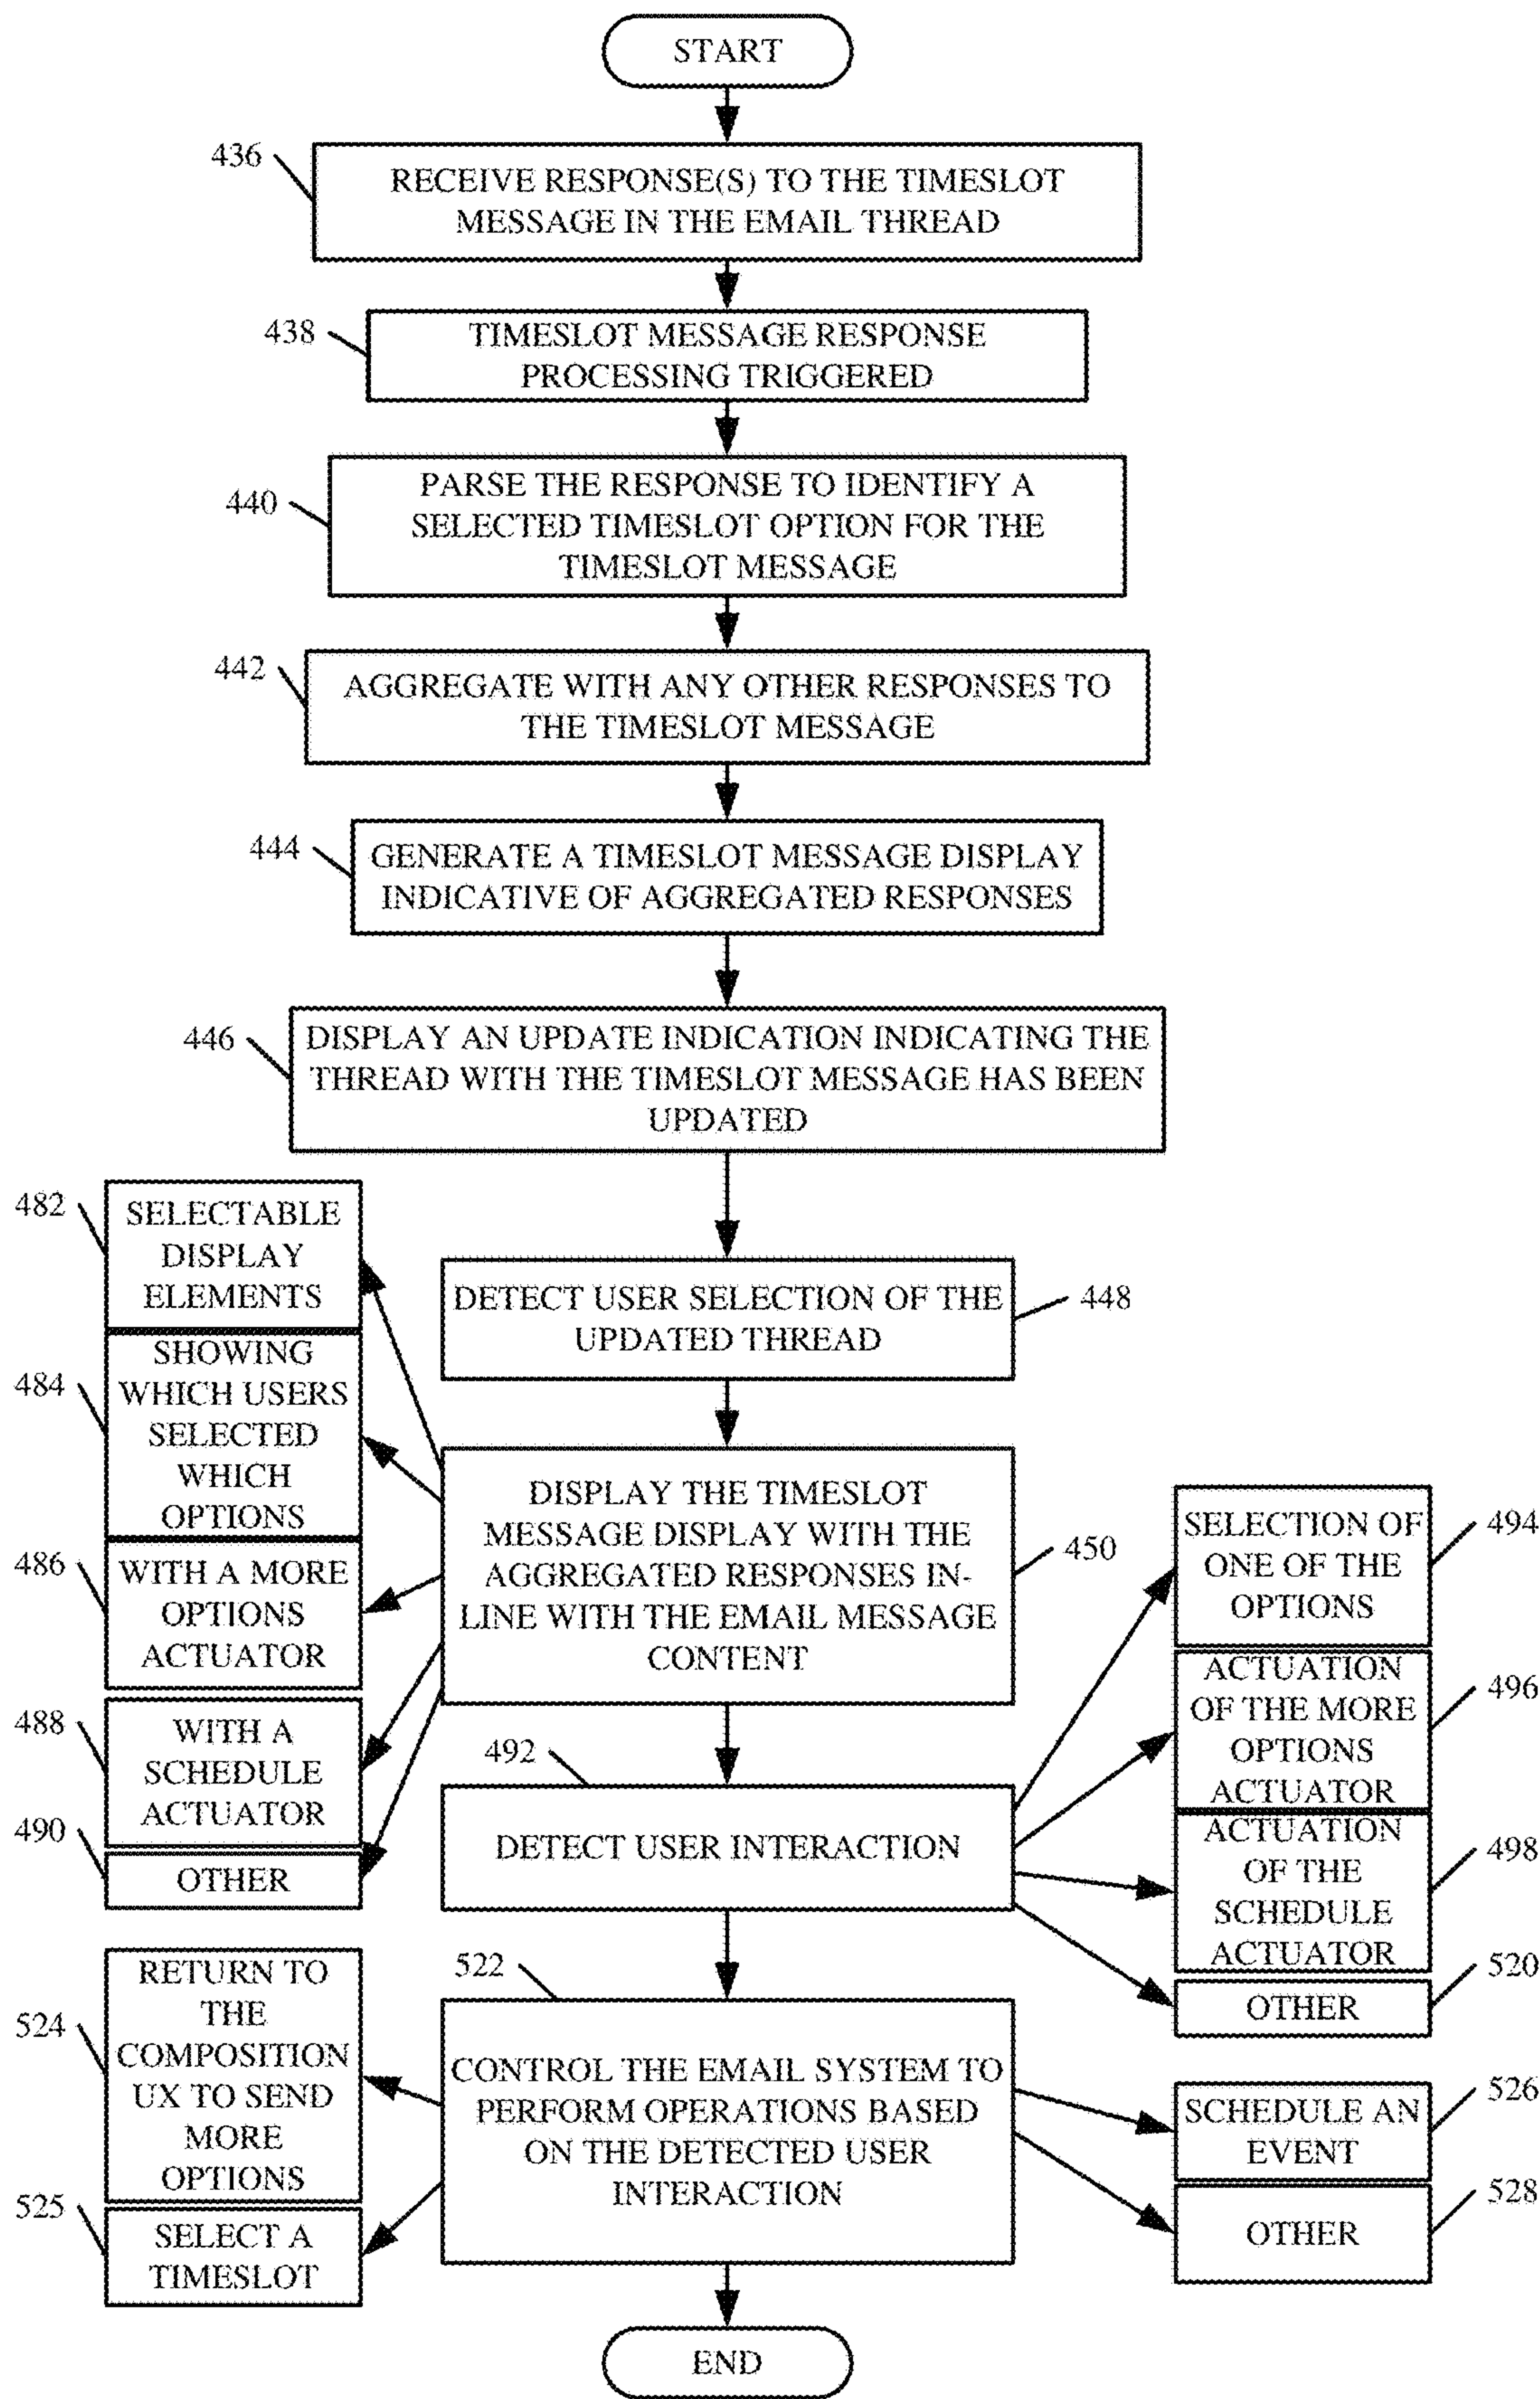 START
436
RECEIVE RESPONSE(S) TO THE TIMESLOT
MESSAGE IN THE EMAIL THREAD
438
TIMESLOT MESSAGE RESPONSE
PROCESSING TRIGGERED
440
PARSE THE RESPONSE TO IDENTIFY A
SELECTED TIMESLOT OPTION FOR THE
TIMESLOT MESSAGE
442
AGGREGATE WITH ANY OTHER RESPONSES TO
THE TIMESLOT MESSAGE
444
GENERATE A TIMESLOT MESSAGE DISPLAY
INDICATIVE OF AGGREGATED RESPONSES
446
DISPLAY AN UPDATE INDICATION INDICATING THE
THREAD WITH THE TIMESLOT MESSAGE HAS BEEN
UPDATED
482
SELECTABLE
DISPLAY
ELEMENTS
484
SHOWING
WHICH USERS
SELECTED
WHICH
OPTIONS
486
WITH A MORE
OPTIONS
ACTUATOR
488
WITH A
SCHEDULE
ACTUATOR
490
OTHER
DETECT USER SELECTION OF THE
UPDATED THREAD
448
DISPLAY THE TIMESLOT
MESSAGE DISPLAY WITH THE
AGGREGATED RESPONSES IN-
LINE WITH THE EMAIL MESSAGE
CONTENT
450
492
DETECT USER INTERACTION
SELECTION OF
ONE OF THE
OPTIONS
494
ACTUATION
OF THE MORE
OPTIONS
ACTUATOR
496
ACTUATION
OF THE
SCHEDULE
ACTUATOR
498
OTHER
520
522
CONTROL THE EMAIL SYSTEM TO
PERFORM OPERATIONS BASED
ON THE DETECTED USER
INTERACTION
524
RETURN TO
THE
COMPOSITION
UX TO SEND
MORE
OPTIONS
525
SELECT A
TIMESLOT
SCHEDULE AN
EVENT
526
OTHER
528
END